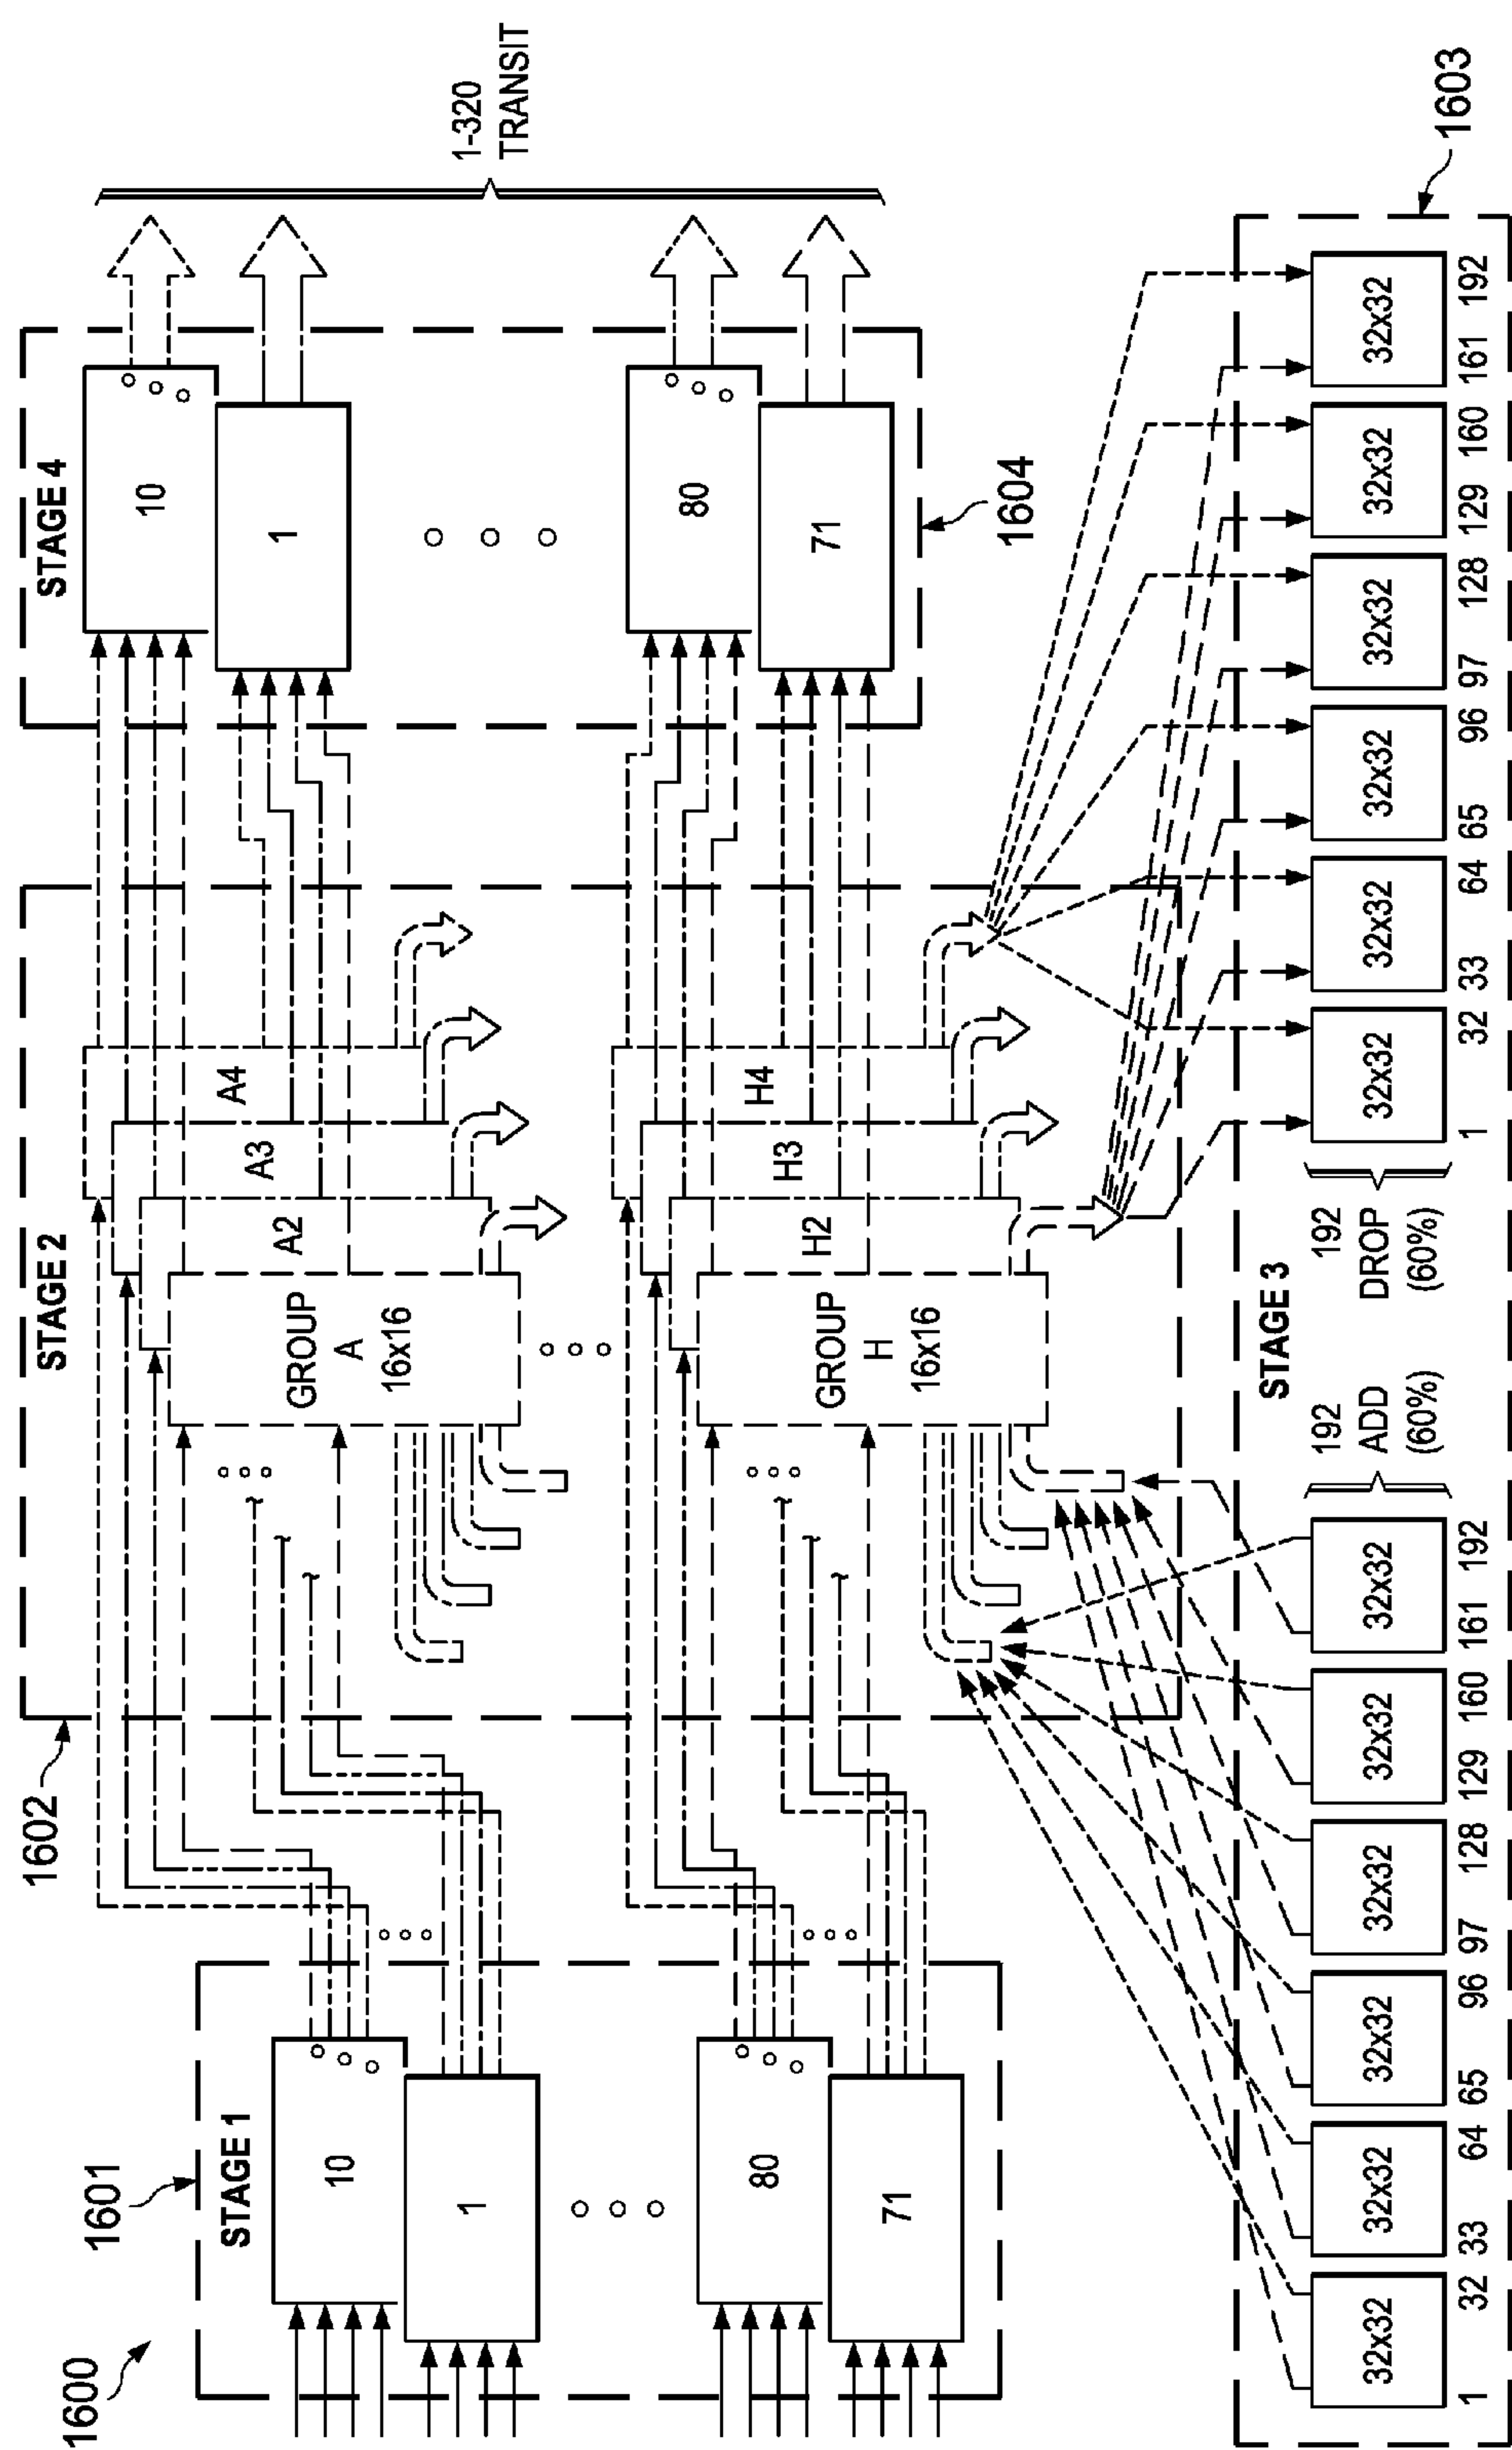 1600
1601
STAGE 1
10
1
80
71
1602
STAGE 2
GROUP
A
16x16
A2
A3
A4
GROUP
H
16x16
H2
H3
H4
STAGE 4
10
1
80
71
1604
1-320
TRANSIT
STAGE 3
192
ADD
(60%)
192
DROP
(60%)
1603
32x32
32x32
32x32
32x32
32x32
32x32
32x32
32x32
32x32
32x32
32x32
32x32
1 32 33 64 65 96 97 128 129 160 161 192
1 32 33 64 65 96 97 128 129 160 161 192